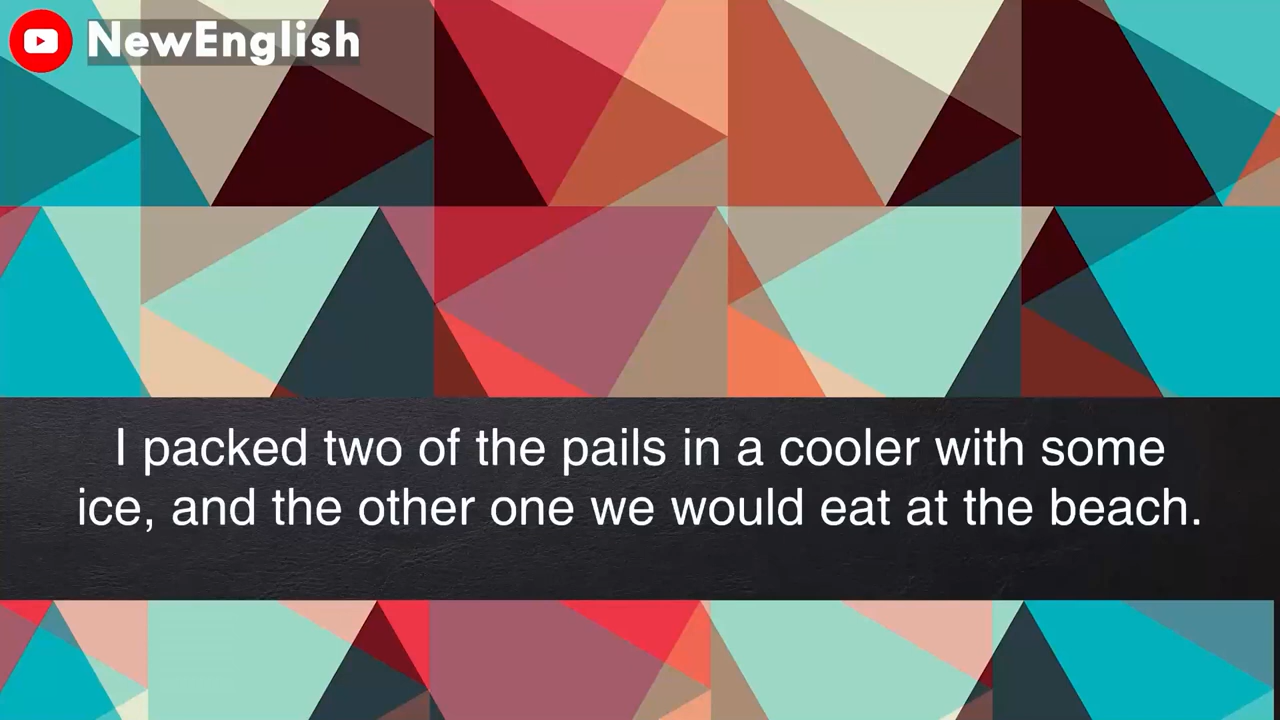 NewEnglish
I packed two of the pails in a cooler with some
ice, and the other one we would eat at the beach.